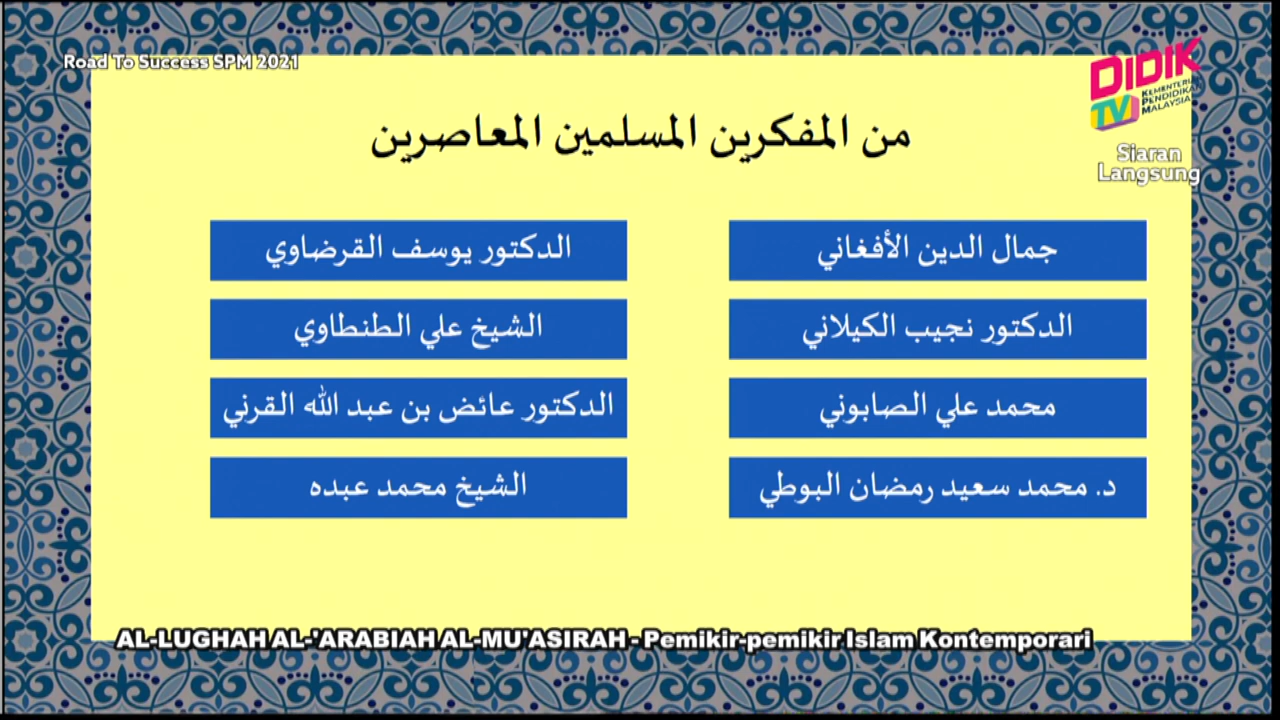 Road To Success SPM 2021
DIDIK
TV
KEMENTERIAN
PENDIDIKAN
MALAYSIA
Siaran
Langsung
من المفكرين المسلمين المعاصرين
جمال الدين الأفغاني
الدكتور يوسف القرضاوي
الدكتور نجيب الكيلاني
الشيخ علي الطنطاوي
محمد علي الصابوني
الدكتور عائض بن عبد الله القرني
د. محمد سعيد رمضان البوطي
الشيخ محمد عبده
AL-LUGHAH AL-'ARABIAH AL-MU'ASIRAH - Pemikir-pemikir Islam Kontemporari